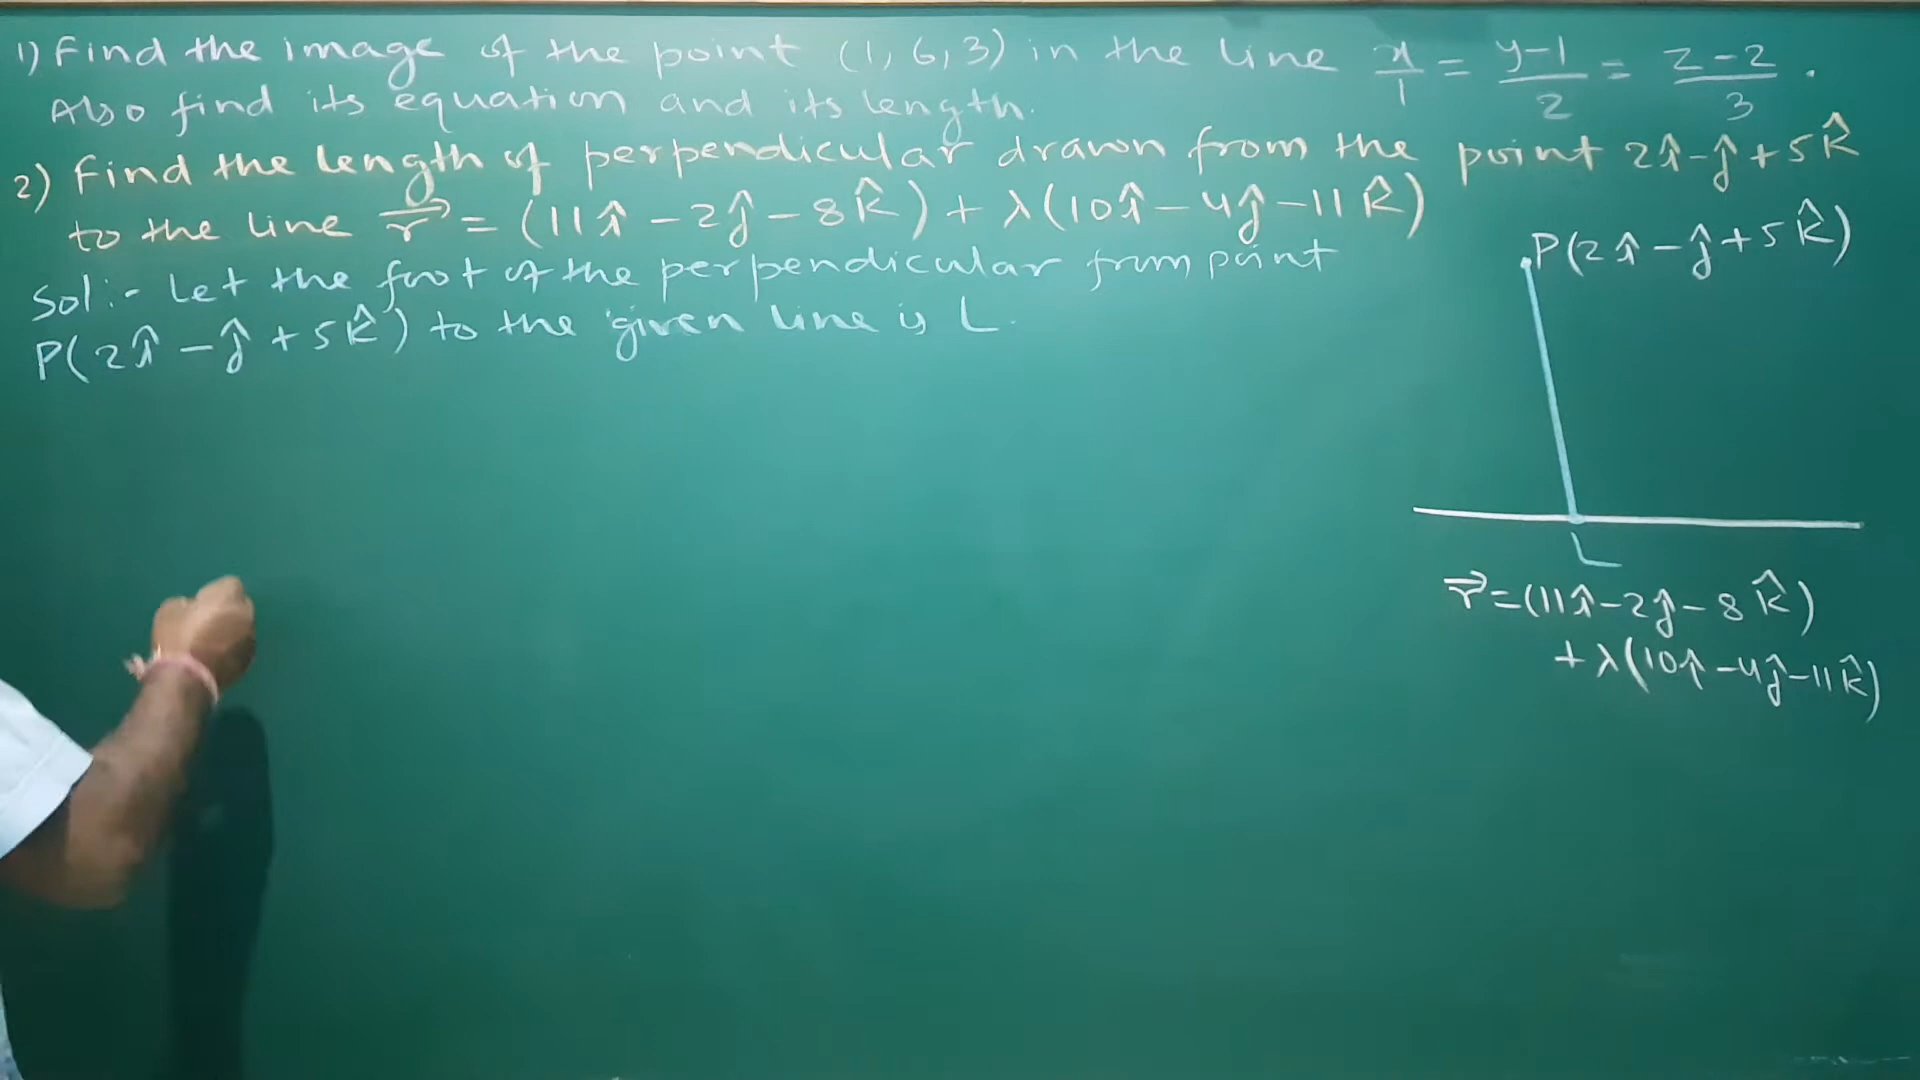 1) Find the image of the point (1, 6, 3) in the line x/1 = y-1/2 = z-2/3 .
Also find its equation and its length.
2) Find the length of perpendicular drawn from the point 2î-ĵ+5k̂
to the line r⃗ = (11î - 2ĵ - 8k̂) + λ(10î - 4ĵ - 11k̂)
Sol:- Let the foot of the perpendicular from point
P(2î - ĵ + 5k̂) to the given line is L.
P(2î - ĵ + 5k̂)
L
r⃗ = (11î - 2ĵ - 8k̂)
+ λ(10î - 4ĵ - 11k̂)